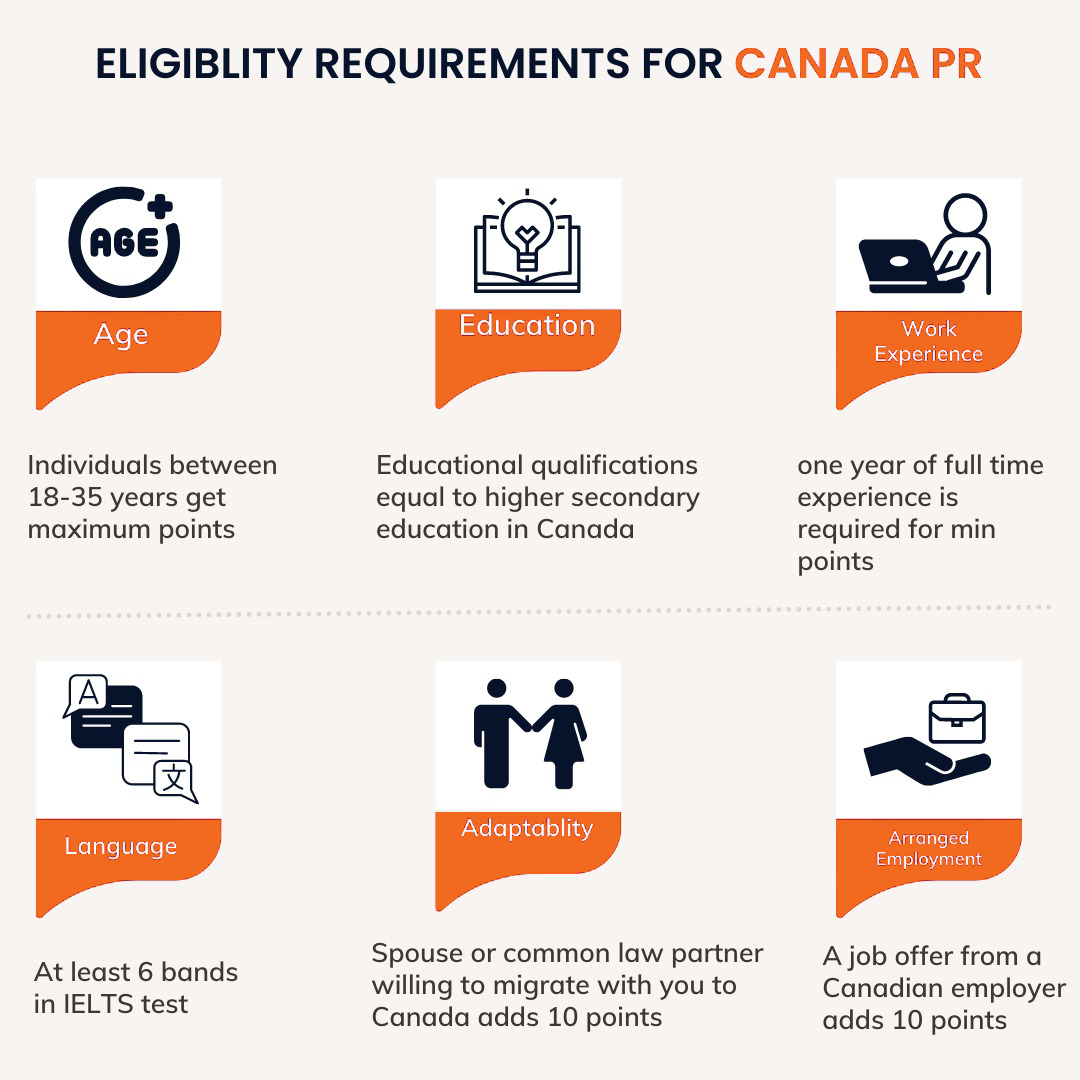 ELIGIBLITY REQUIREMENTS FOR CANADA PR
AGE
Age
Individuals between
18-35 years get
maximum points
Education
Educational qualifications
equal to higher secondary
education in Canada
Work
Experience
one year of full time
experience is
required for min
points
A
文
Language
At least 6 bands
in IELTS test
Adaptablity
Spouse or common law partner
willing to migrate with you to
Canada adds 10 points
Arranged
Employment
A job offer from a
Canadian employer
adds 10 points